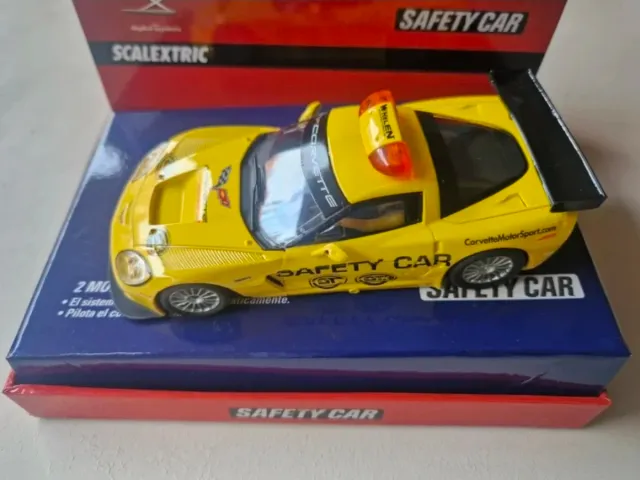 SAFETY CAR
SCALEXTRIC
WHELEN
CORVETTE
CorvetteMotorSport.com
SAFETY CAR
SAFETY CAR
2 MO
• El sistem
aticamente.
• Pilota el co
SAFETY CAR